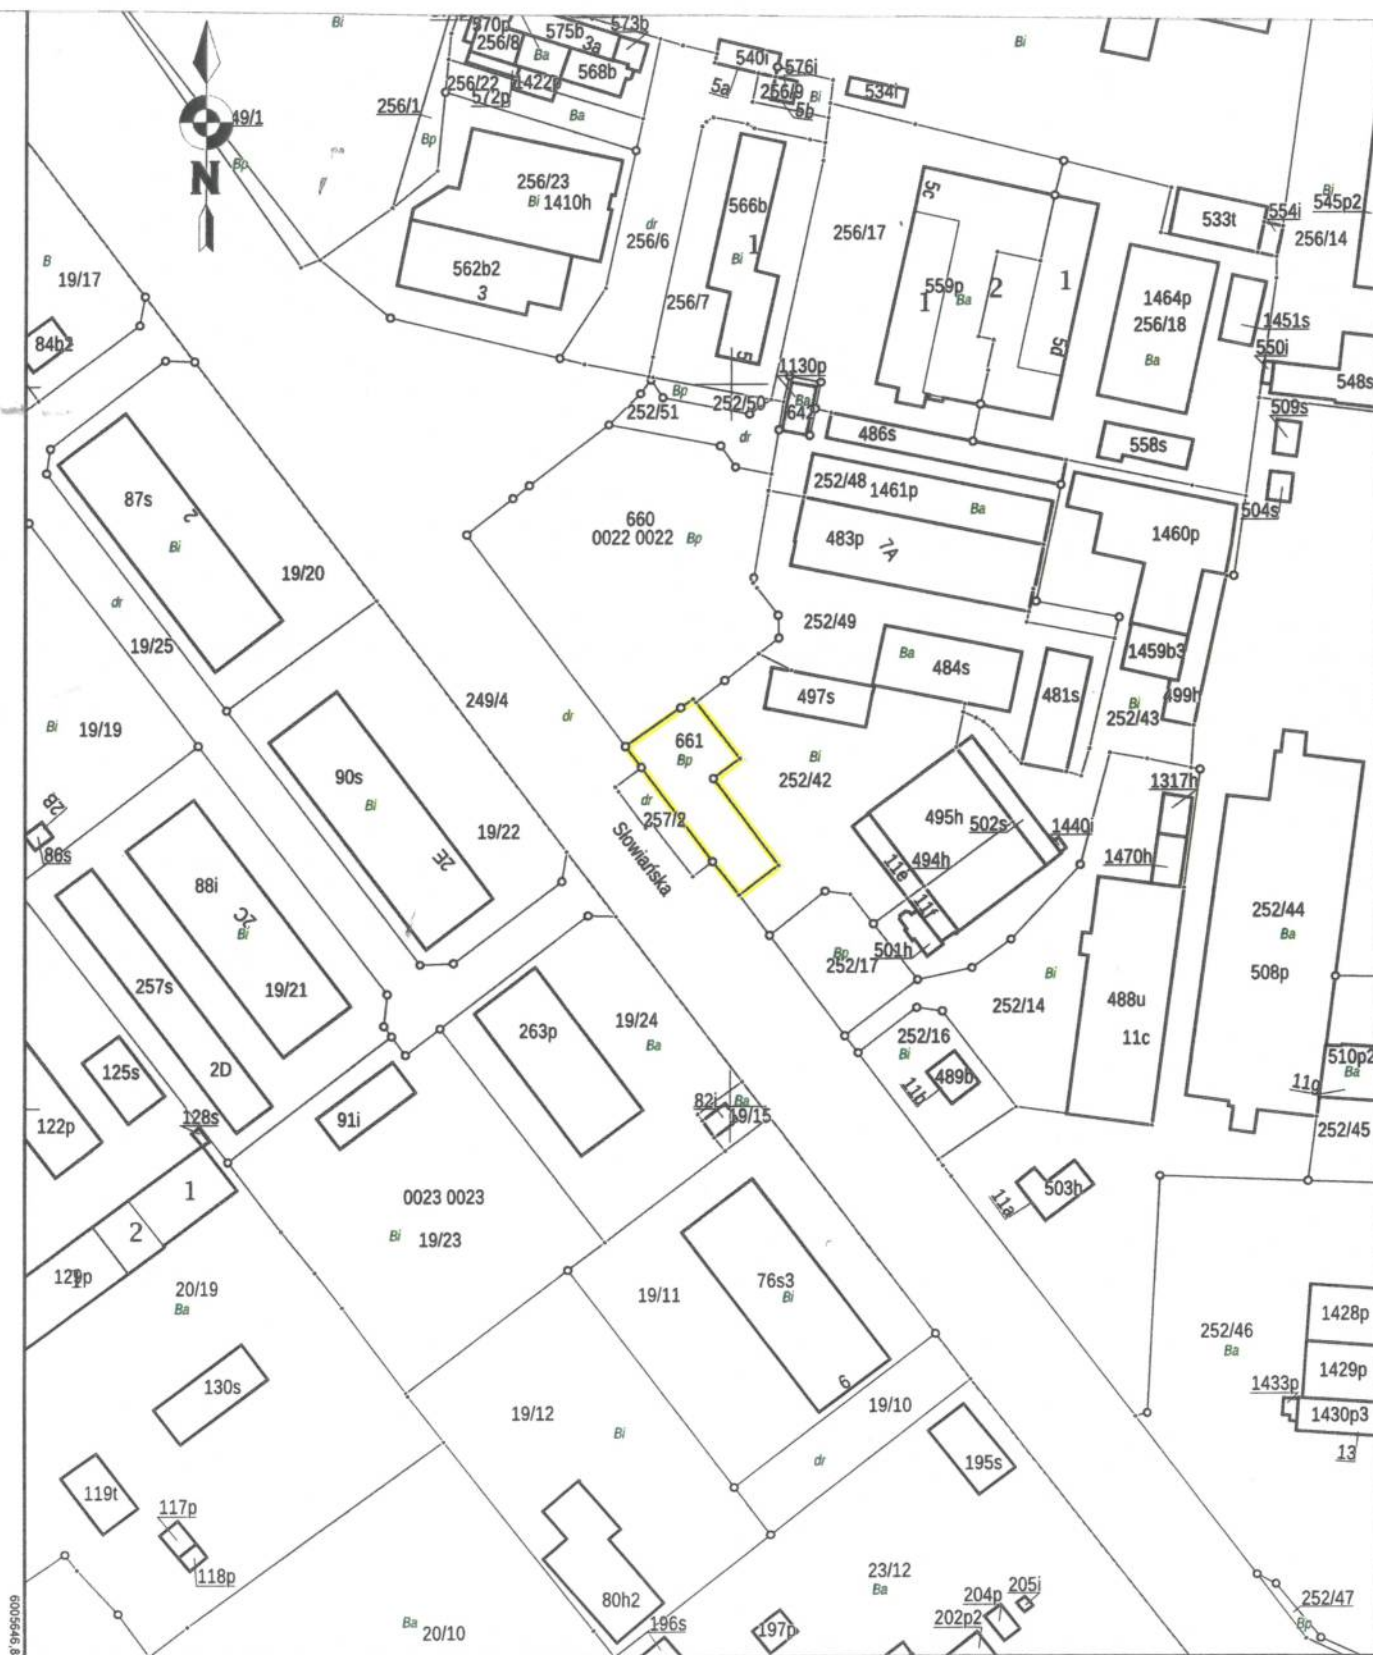 Bi
570p
575b
573b
3a
256/8
Ba
568b
540i
576i
Bi
256/22
1422p
572p
5a
256/9
Bi
534i
5b
256/1
49/1
Ba
Bp
Bp
N
256/23
Bi 1410h
5c
566b
Bi
545p2
533t
554i
dr
256/6
1
256/17
256/14
B
19/17
562b2
3
Bi
559p
1
Ba
2
1
1464p
256/18
256/7
1451s
84b2
5
5d
Ba
550i
1130p
548s
Bp
Ba
252/51
252/50
642
509s
486s
dr
558s
87s
2
252/48
1461p
Ba
504s
660
0022 0022
Bp
483p
7A
1460p
Bi
19/20
dr
252/49
19/25
1459b3
Ba
484s
481s
499h
497s
Bi
252/43
249/4
dr
Bi
19/19
661
Bp
Bi
252/42
90s
Bi
1317h
2B
dr
257/2
495h
502s
1440i
19/22
86s
2E
Słowiańska
494h
1470h
11e
88i
11f
252/44
Ba
2C
Bi
501h
Bp
252/17
508p
257s
19/21
Bi
252/14
488u
11c
263p
19/24
Ba
252/16
Bi
510p2
Ba
125s
2D
489b
11b
11g
91i
82i
Ba
19/15
122p
128s
252/45
1
503h
11a
0023 0023
2
Bi
19/23
129p
1
20/19
Ba
19/11
76s3
Bi
1428p
252/46
Ba
130s
6
1429p
1433p
19/12
19/10
1430p3
Bi
13
dr
195s
119t
117p
118p
23/12
Ba
80h2
204p
205i
252/47
Bp
202p2
Ba
20/10
196s
197p
6005646.8